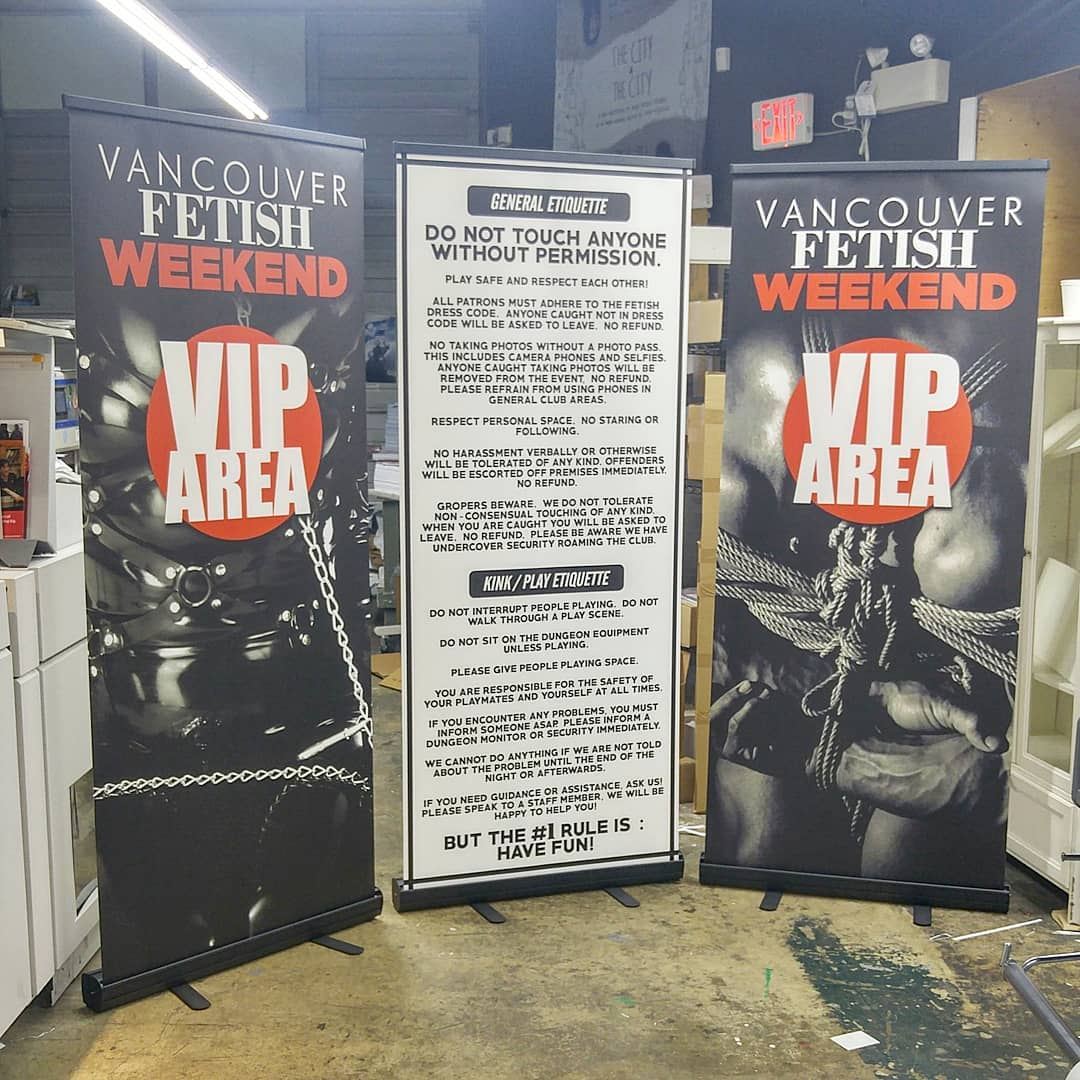 VANCOUVER
FETISH
WEEKEND
VIP
AREA
GENERAL ETIQUETTE
DO NOT TOUCH ANYONE
WITHOUT PERMISSION.
PLAY SAFE AND RESPECT EACH OTHER!
ALL PATRONS MUST ADHERE TO THE FETISH
DRESS CODE. ANYONE CAUGHT NOT IN DRESS
CODE WILL BE ASKED TO LEAVE. NO REFUND.
NO TAKING PHOTOS WITHOUT A PHOTO PASS.
THIS INCLUDES CAMERA PHONES AND SELFIES.
ANYONE CAUGHT TAKING PHOTOS WILL BE
REMOVED FROM THE EVENT. NO REFUND.
PLEASE REFRAIN FROM USING PHONES IN
GENERAL CLUB AREAS.
RESPECT PERSONAL SPACE. NO STARING OR
FOLLOWING.
NO HARASSMENT VERBALLY OR OTHERWISE
WILL BE TOLERATED OF ANY KIND. OFFENDERS
WILL BE ESCORTED OFF PREMISES IMMEDIATELY.
NO REFUND.
GROPERS BEWARE. WE DO NOT TOLERATE
NON-CONSENSUAL TOUCHING OF ANY KIND.
WHEN YOU ARE CAUGHT YOU WILL BE ASKED TO
LEAVE. NO REFUND. PLEASE BE AWARE WE HAVE
UNDERCOVER SECURITY ROAMING THE CLUB.
KINK / PLAY ETIQUETTE
DO NOT INTERRUPT PEOPLE PLAYING. DO NOT
WALK THROUGH A PLAY SCENE.
DO NOT SIT ON THE DUNGEON EQUIPMENT
UNLESS PLAYING.
PLEASE GIVE PEOPLE PLAYING SPACE.
YOU ARE RESPONSIBLE FOR THE SAFETY OF
YOUR PLAYMATES AND YOURSELF AT ALL TIMES.
IF YOU ENCOUNTER ANY PROBLEMS, YOU MUST
INFORM SOMEONE ASAP. PLEASE INFORM A
DUNGEON MONITOR OR SECURITY IMMEDIATELY.
WE CANNOT DO ANYTHING IF WE ARE NOT TOLD
ABOUT THE PROBLEM UNTIL THE END OF THE
NIGHT OR AFTERWARDS.
IF YOU NEED GUIDANCE OR ASSISTANCE, ASK US!
PLEASE SPEAK TO A STAFF MEMBER, WE WILL BE
HAPPY TO HELP YOU!
BUT THE #1 RULE IS :
HAVE FUN!
VANCOUVER
FETISH
WEEKEND
VIP
AREA
THE CITY
&
THE CITY
EXIT